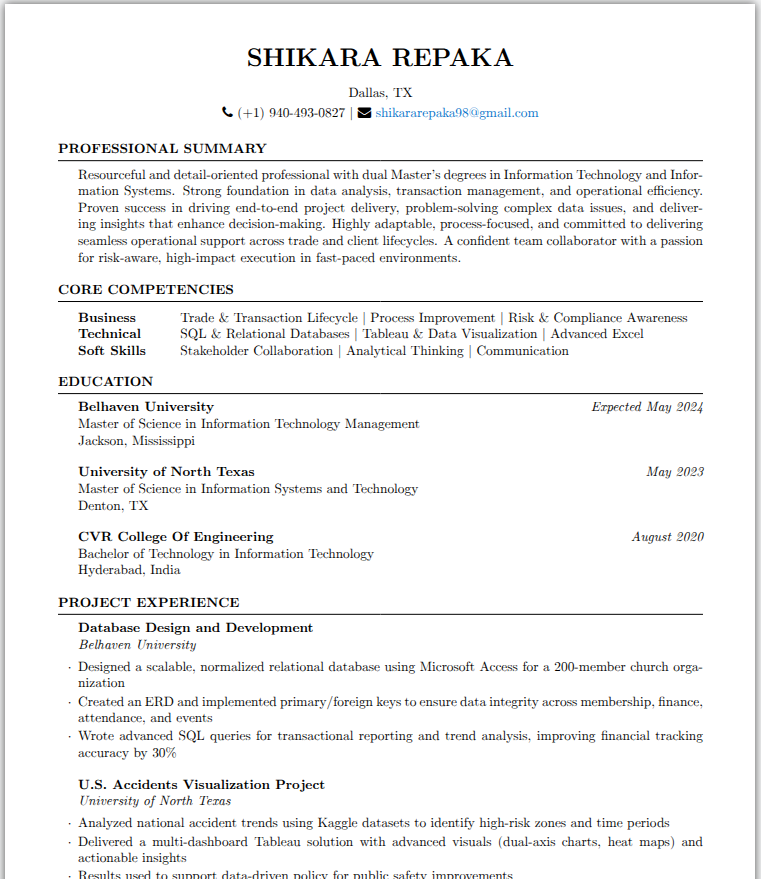 SHIKARA REPAKA
Dallas, TX
(+1) 940-493-0827 | shikararepaka98@gmail.com
PROFESSIONAL SUMMARY
Resourceful and detail-oriented professional with dual Master's degrees in Information Technology and Infor-
mation Systems. Strong foundation in data analysis, transaction management, and operational efficiency.
Proven success in driving end-to-end project delivery, problem-solving complex data issues, and deliver-
ing insights that enhance decision-making. Highly adaptable, process-focused, and committed to delivering
seamless operational support across trade and client lifecycles. A confident team collaborator with a passion
for risk-aware, high-impact execution in fast-paced environments.
CORE COMPETENCIES
Business Trade & Transaction Lifecycle | Process Improvement | Risk & Compliance Awareness
Technical SQL & Relational Databases | Tableau & Data Visualization | Advanced Excel
Soft Skills Stakeholder Collaboration | Analytical Thinking | Communication
EDUCATION
Belhaven University Expected May 2024
Master of Science in Information Technology Management
Jackson, Mississippi
University of North Texas May 2023
Master of Science in Information Systems and Technology
Denton, TX
CVR College Of Engineering August 2020
Bachelor of Technology in Information Technology
Hyderabad, India
PROJECT EXPERIENCE
Database Design and Development
Belhaven University
· Designed a scalable, normalized relational database using Microsoft Access for a 200-member church orga-
nization
· Created an ERD and implemented primary/foreign keys to ensure data integrity across membership, finance,
attendance, and events
· Wrote advanced SQL queries for transactional reporting and trend analysis, improving financial tracking
accuracy by 30%
U.S. Accidents Visualization Project
University of North Texas
· Analyzed national accident trends using Kaggle datasets to identify high-risk zones and time periods
· Delivered a multi-dashboard Tableau solution with advanced visuals (dual-axis charts, heat maps) and
actionable insights
· Results used to support data-driven policy for public safety improvements